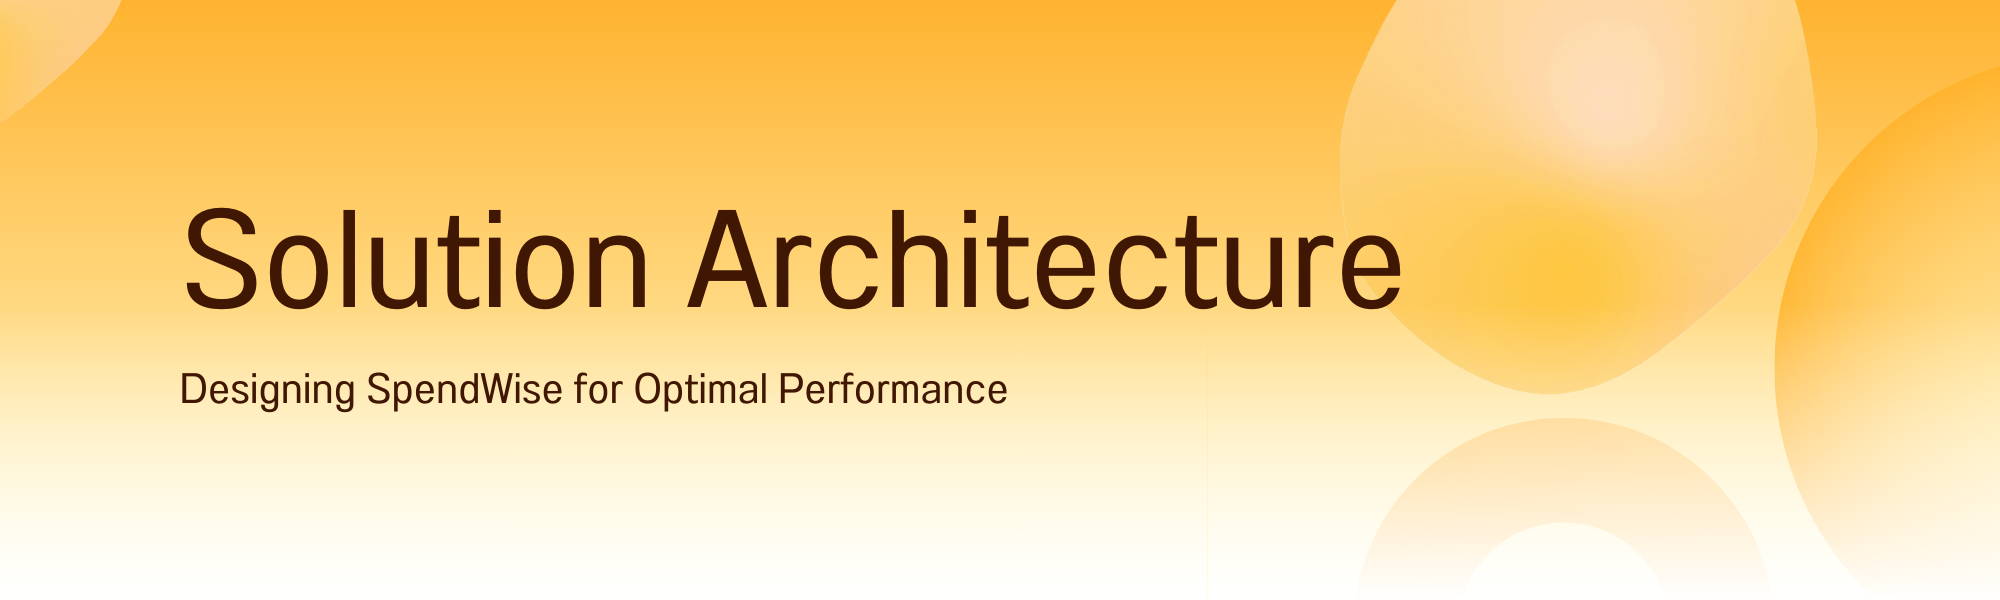 Solution Architecture
Designing SpendWise for Optimal Performance